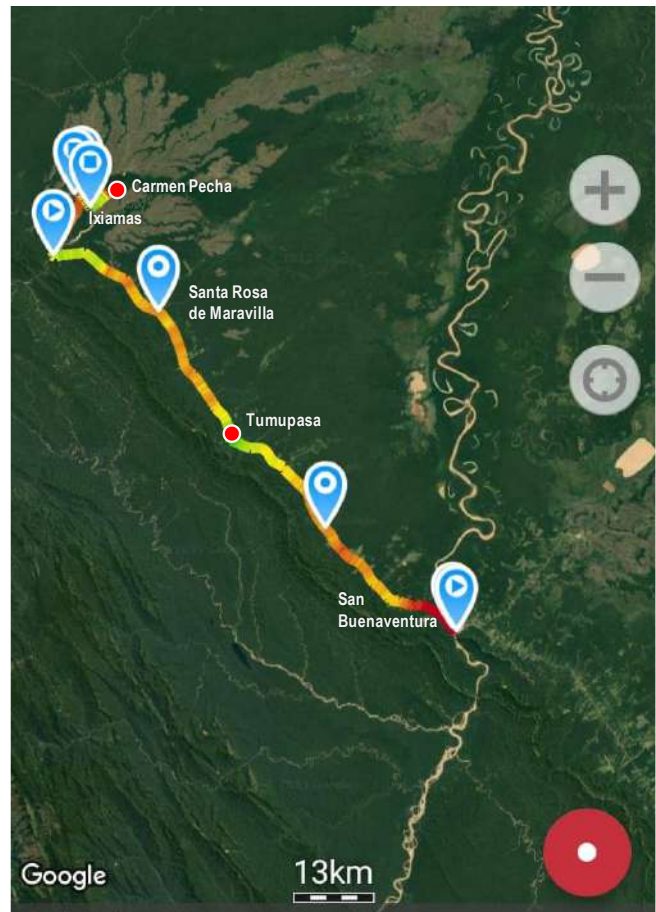 Carmen Pecha
Ixiamas
Santa Rosa
de Maravilla
Tumupasa
San
Buenaventura
Google
13km